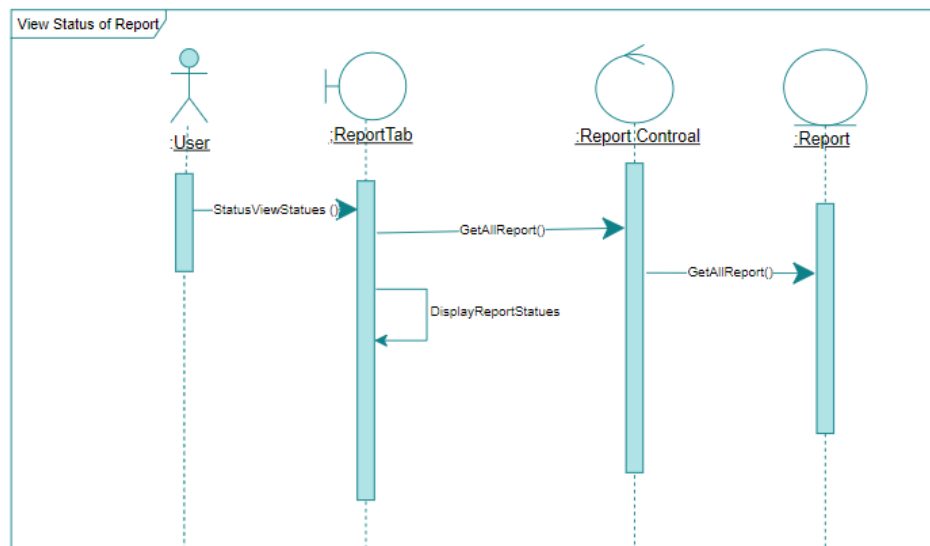 View Status of Report
:User
:ReportTab
:Report Controal
:Report
StatusViewStatues ()
GetAllReport()
GetAllReport()
DisplayReportStatues